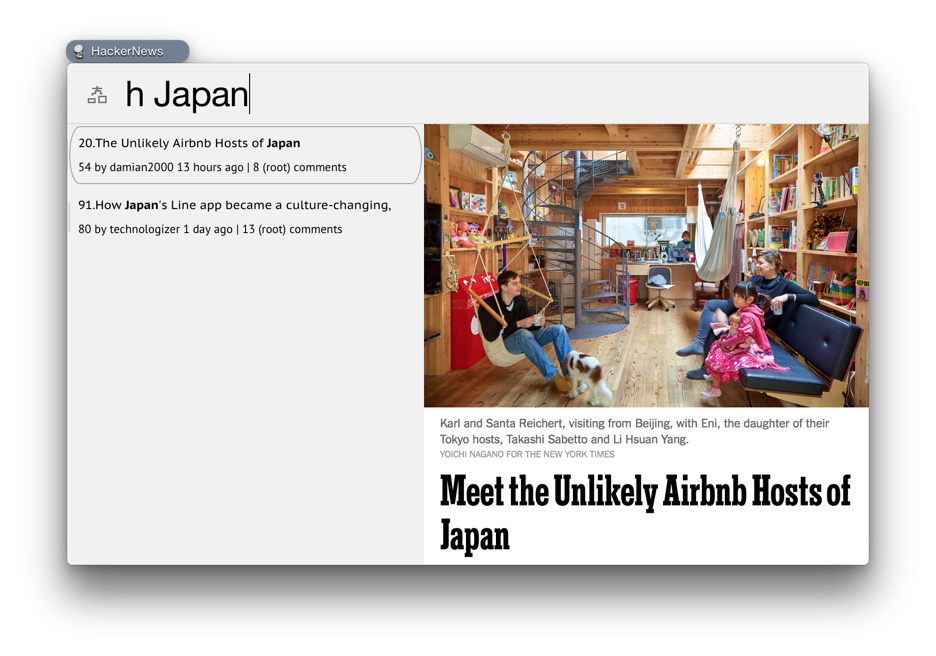 HackerNews
h Japan
20.The Unlikely Airbnb Hosts of Japan
54 by damian2000 13 hours ago | 8 (root) comments
91.How Japan's Line app became a culture-changing,
80 by technologizer 1 day ago | 13 (root) comments
Karl and Santa Reichert, visiting from Beijing, with Eni, the daughter of their
Tokyo hosts, Takashi Sabetto and Li Hsuan Yang.
YOICHI NAGANO FOR THE NEW YORK TIMES
Meet the Unlikely Airbnb Hosts of
Japan